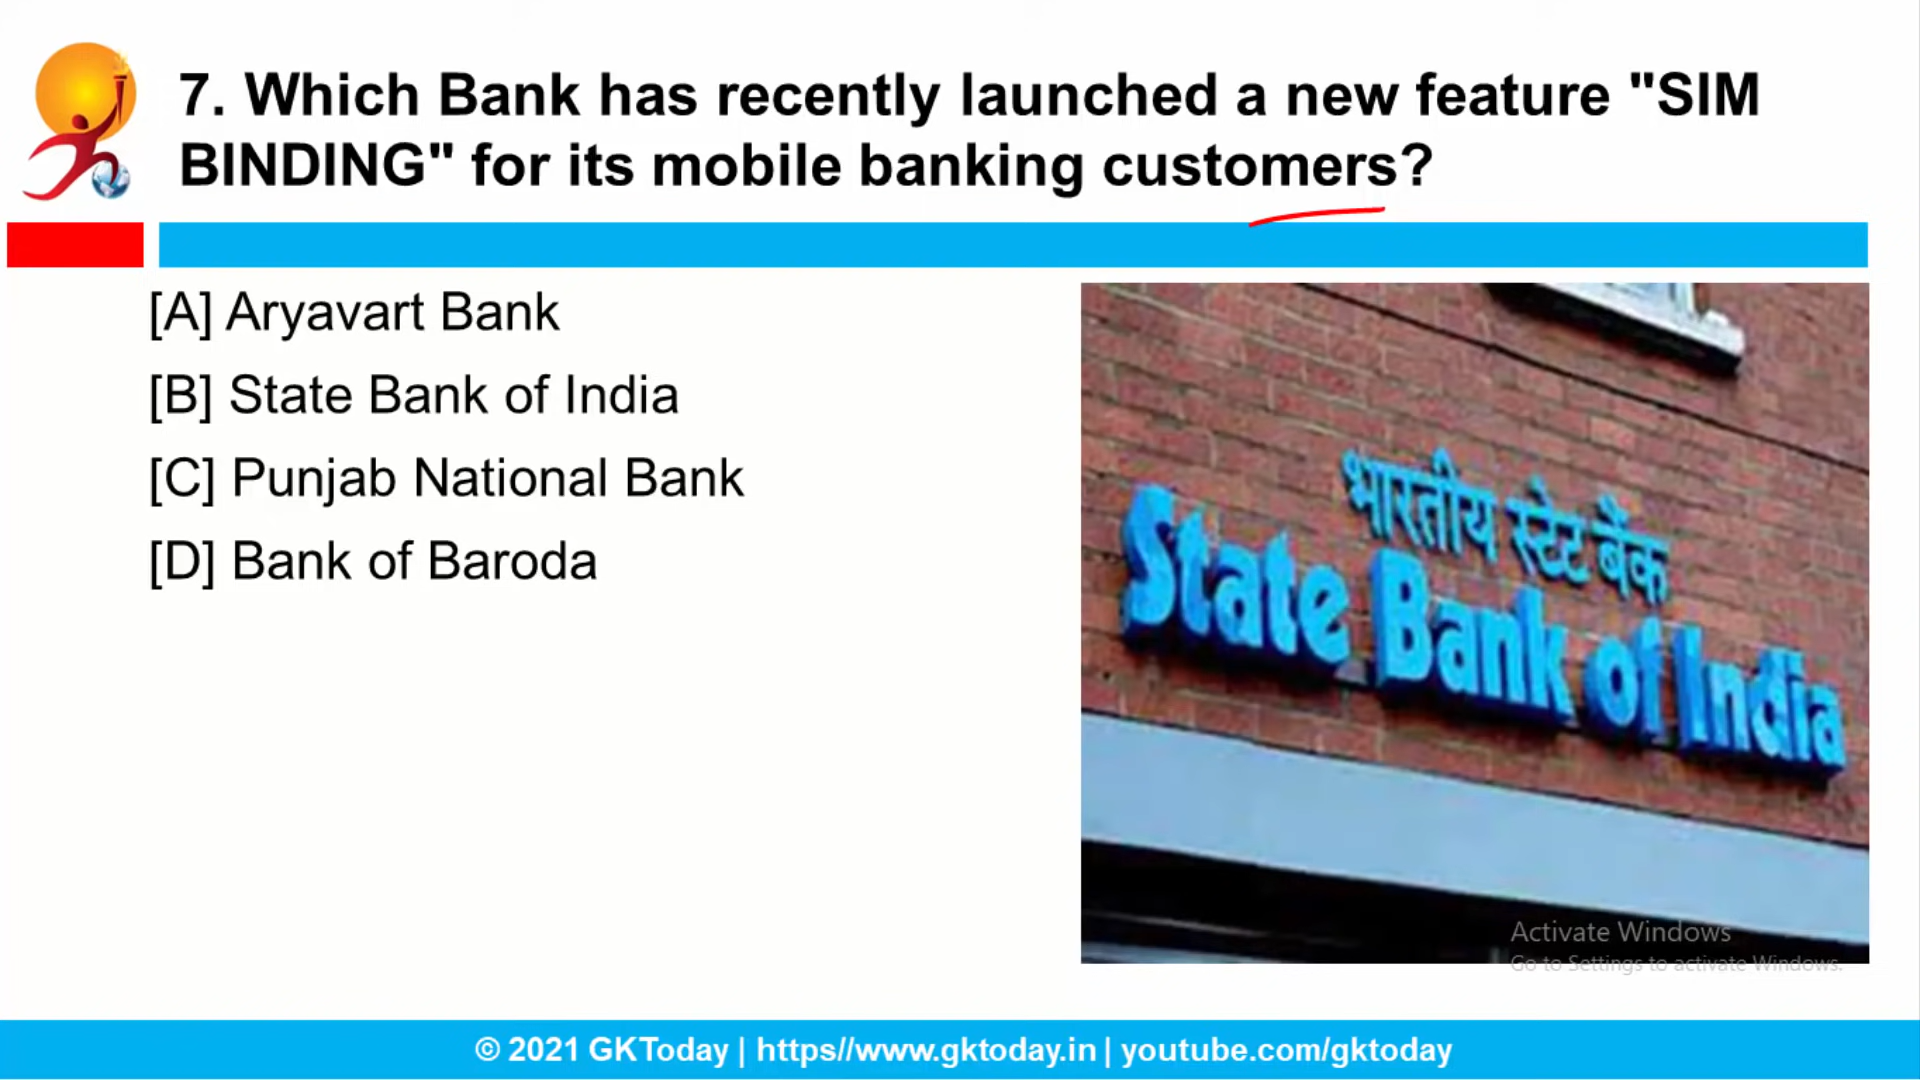 7. Which Bank has recently launched a new feature "SIM
BINDING" for its mobile banking customers?
[A] Aryavart Bank
[B] State Bank of India
[C] Punjab National Bank
[D] Bank of Baroda
भारतीय स्टेट बैंक
State Bank of India
Activate Windows
Go to Settings to activate Windows.
© 2021 GKToday | https//www.gktoday.in | youtube.com/gktoday